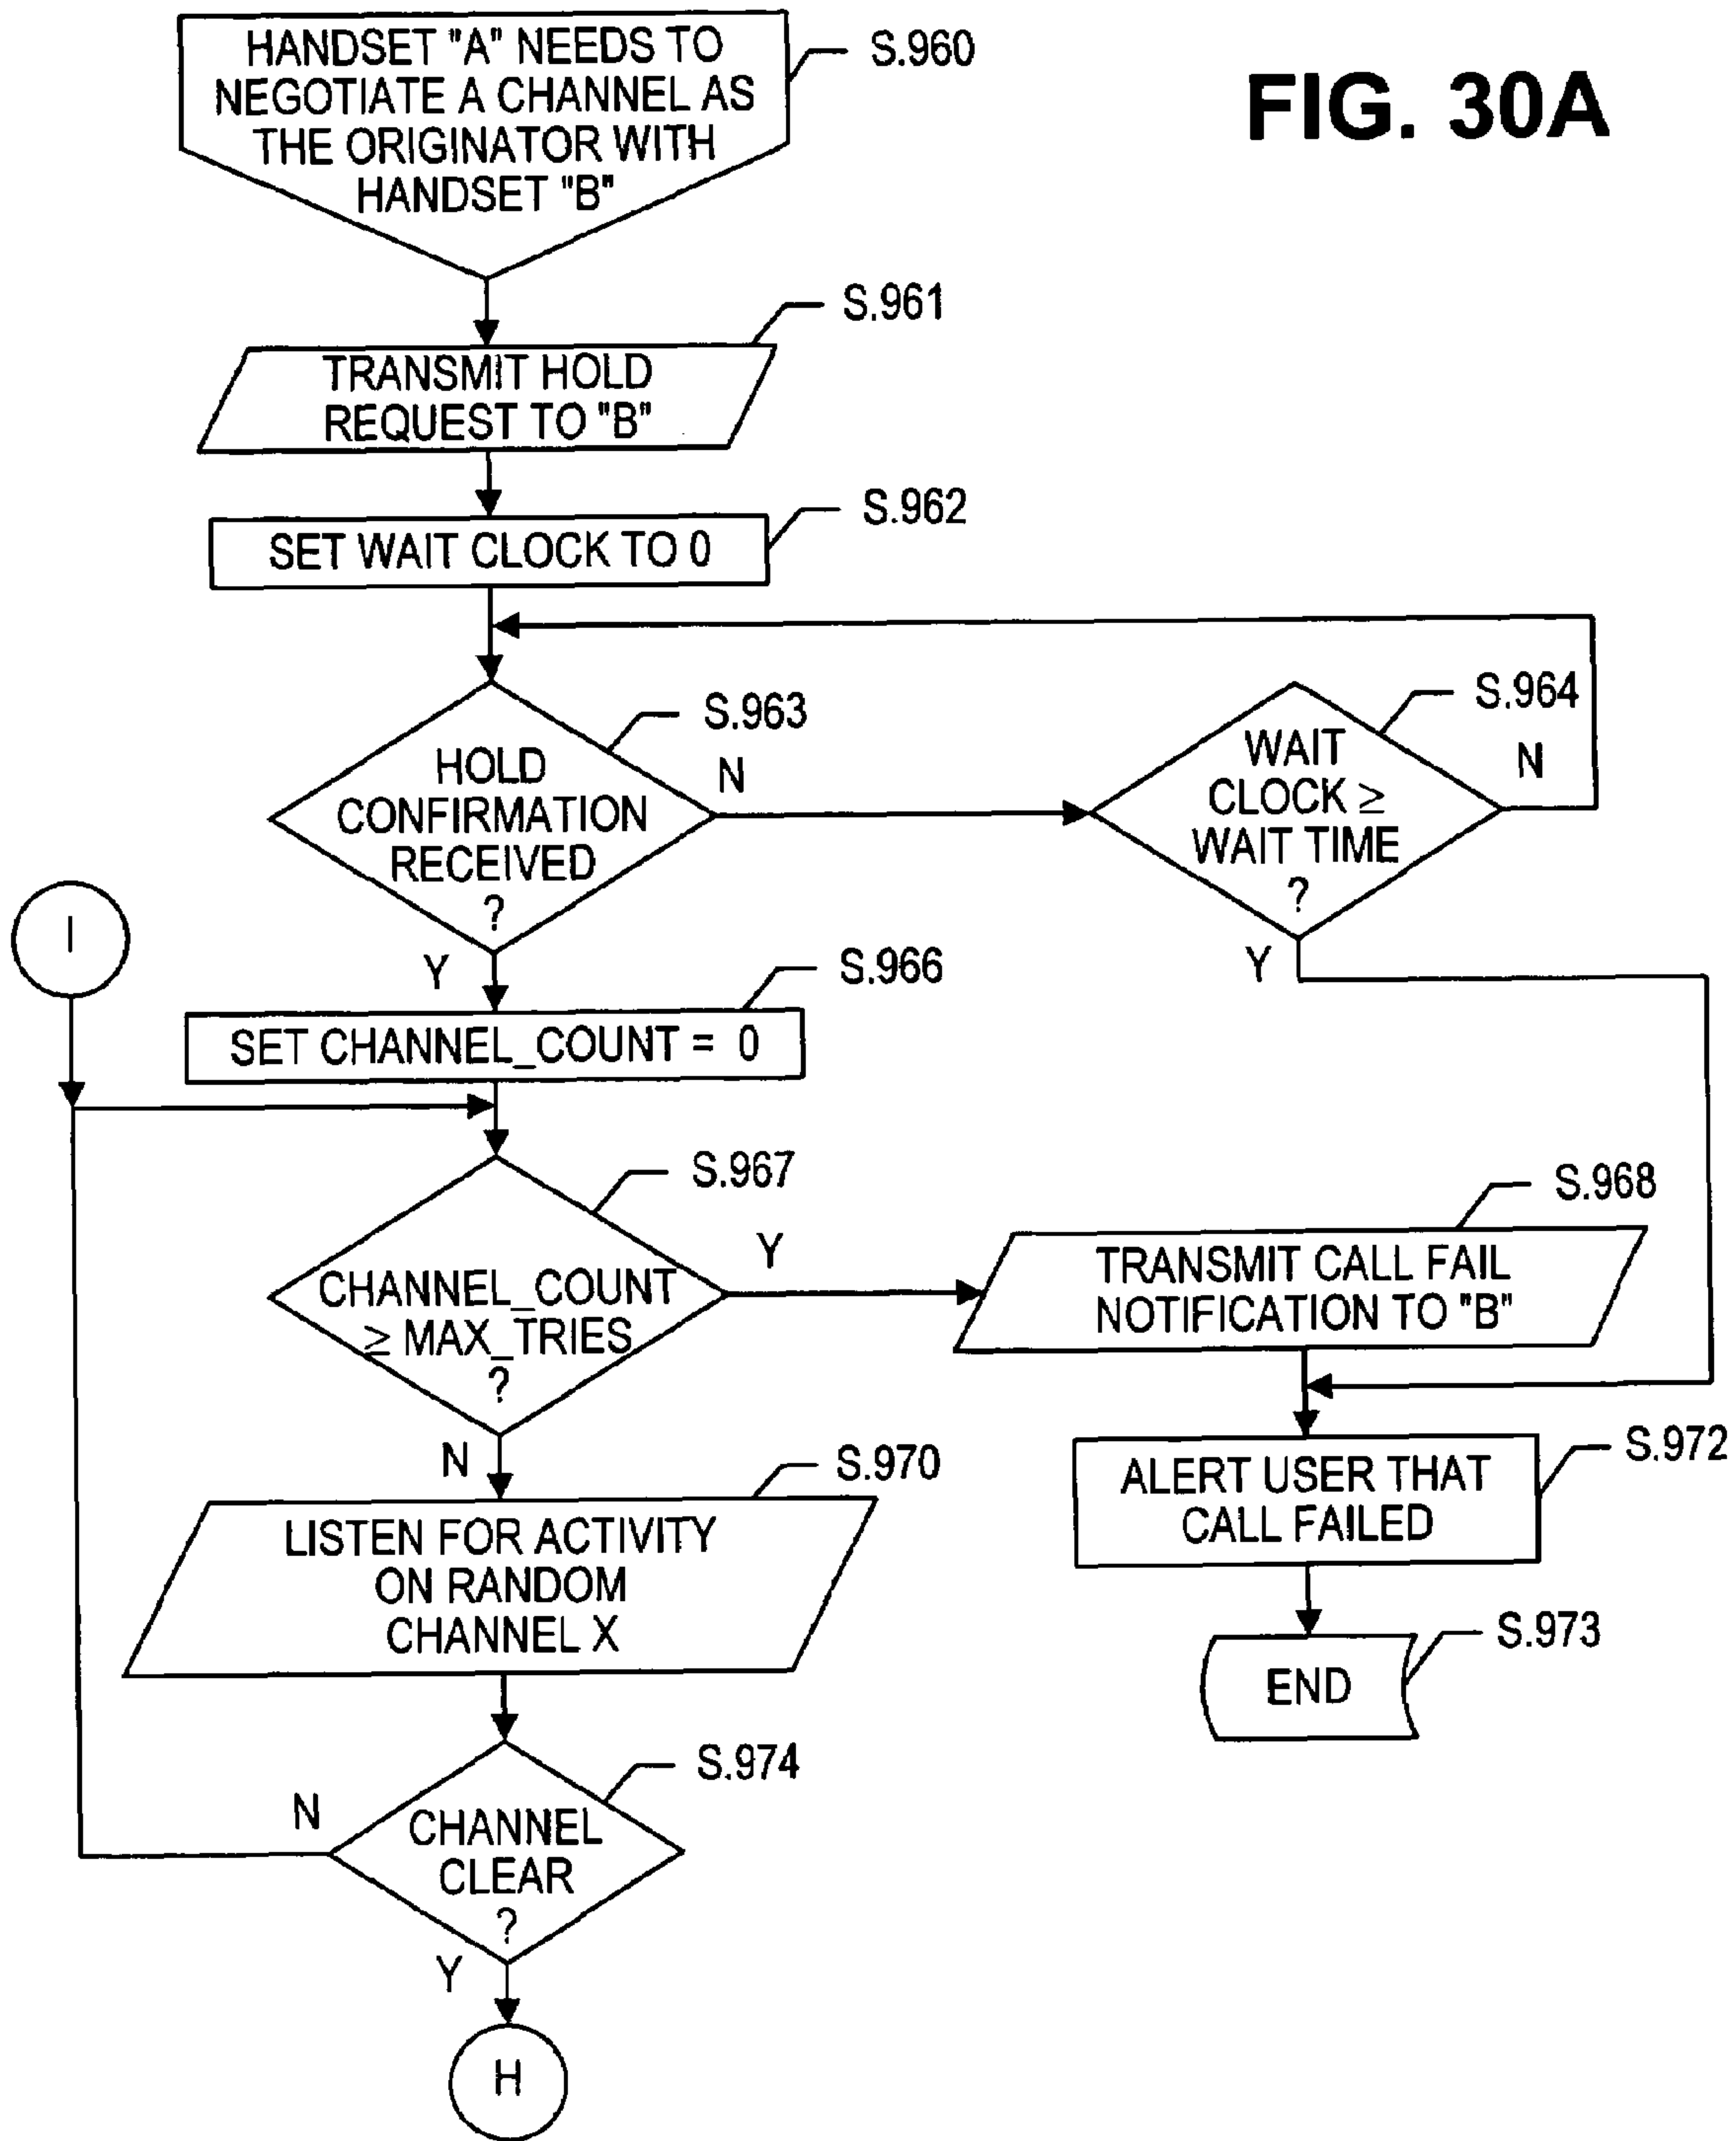 HANDSET "A" NEEDS TO
NEGOTIATE A CHANNEL AS
THE ORIGINATOR WITH
HANDSET "B"
S.960
FIG. 30A
S.961
TRANSMIT HOLD
REQUEST TO "B"
S.962
SET WAIT CLOCK TO 0
S.963
HOLD
CONFIRMATION
RECEIVED
?
N
Y
S.964
WAIT
CLOCK ≥
WAIT TIME
?
N
Y
I
S.966
SET CHANNEL_COUNT = 0
S.967
CHANNEL_COUNT
≥ MAX_TRIES
?
Y
N
S.968
TRANSMIT CALL FAIL
NOTIFICATION TO "B"
S.970
LISTEN FOR ACTIVITY
ON RANDOM
CHANNEL X
S.972
ALERT USER THAT
CALL FAILED
S.973
END
S.974
CHANNEL
CLEAR
?
N
Y
H